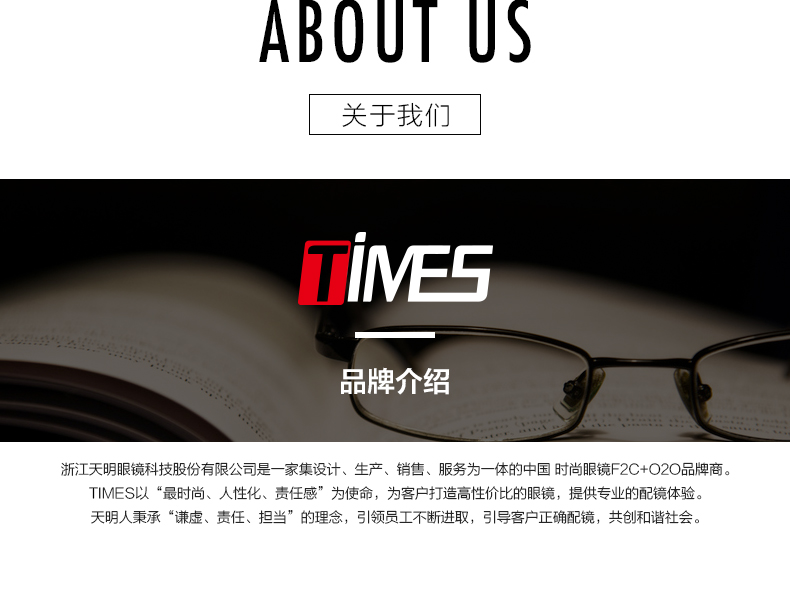 ABOUT US
关于我们
TiMES
品牌介绍
浙江天明眼镜科技股份有限公司是一家集设计、生产、销售、服务为一体的中国 时尚眼镜F2C+O2O品牌商。
TIMES以“最时尚、人性化、责任感”为使命，为客户打造高性价比的眼镜，提供专业的配镜体验。
天明人秉承“谦虚、责任、担当”的理念，引领员工不断进取，引导客户正确配镜，共创和谐社会。